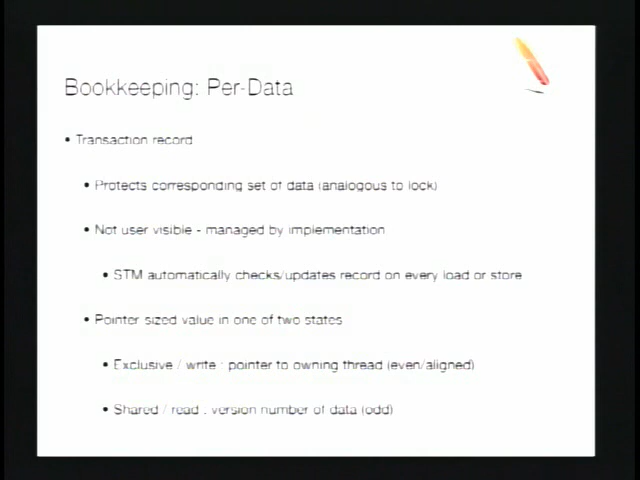 Bookkeeping: Per-Data
• Transaction record
• Protects corresponding set of data (analogous to lock)
• Not user visible - managed by implementation
• STM automatically checks/updates record on every load or store
• Pointer sized value in one of two states
• Exclusive / write : pointer to owning thread (even/aligned)
• Shared / read : version number of data (odd)